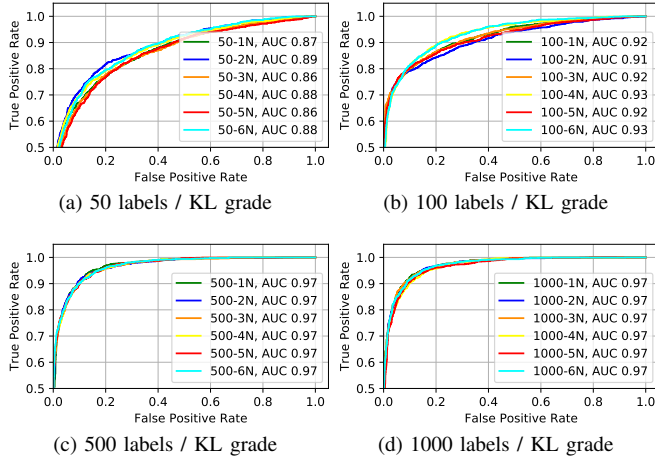 1.0
0.9
0.8
0.7
0.6
0.5
True Positive Rate
50-1N, AUC 0.87
50-2N, AUC 0.89
50-3N, AUC 0.86
50-4N, AUC 0.88
50-5N, AUC 0.86
50-6N, AUC 0.88
0.0 0.2 0.4 0.6 0.8 1.0
False Positive Rate
(a) 50 labels / KL grade
1.0
0.9
0.8
0.7
0.6
0.5
True Positive Rate
100-1N, AUC 0.92
100-2N, AUC 0.91
100-3N, AUC 0.92
100-4N, AUC 0.93
100-5N, AUC 0.92
100-6N, AUC 0.93
0.0 0.2 0.4 0.6 0.8 1.0
False Positive Rate
(b) 100 labels / KL grade
1.0
0.9
0.8
0.7
0.6
0.5
True Positive Rate
500-1N, AUC 0.97
500-2N, AUC 0.97
500-3N, AUC 0.97
500-4N, AUC 0.97
500-5N, AUC 0.97
500-6N, AUC 0.97
0.0 0.2 0.4 0.6 0.8 1.0
False Positive Rate
(c) 500 labels / KL grade
1.0
0.9
0.8
0.7
0.6
0.5
True Positive Rate
1000-1N, AUC 0.97
1000-2N, AUC 0.97
1000-3N, AUC 0.97
1000-4N, AUC 0.97
1000-5N, AUC 0.97
1000-6N, AUC 0.97
0.0 0.2 0.4 0.6 0.8 1.0
False Positive Rate
(d) 1000 labels / KL grade